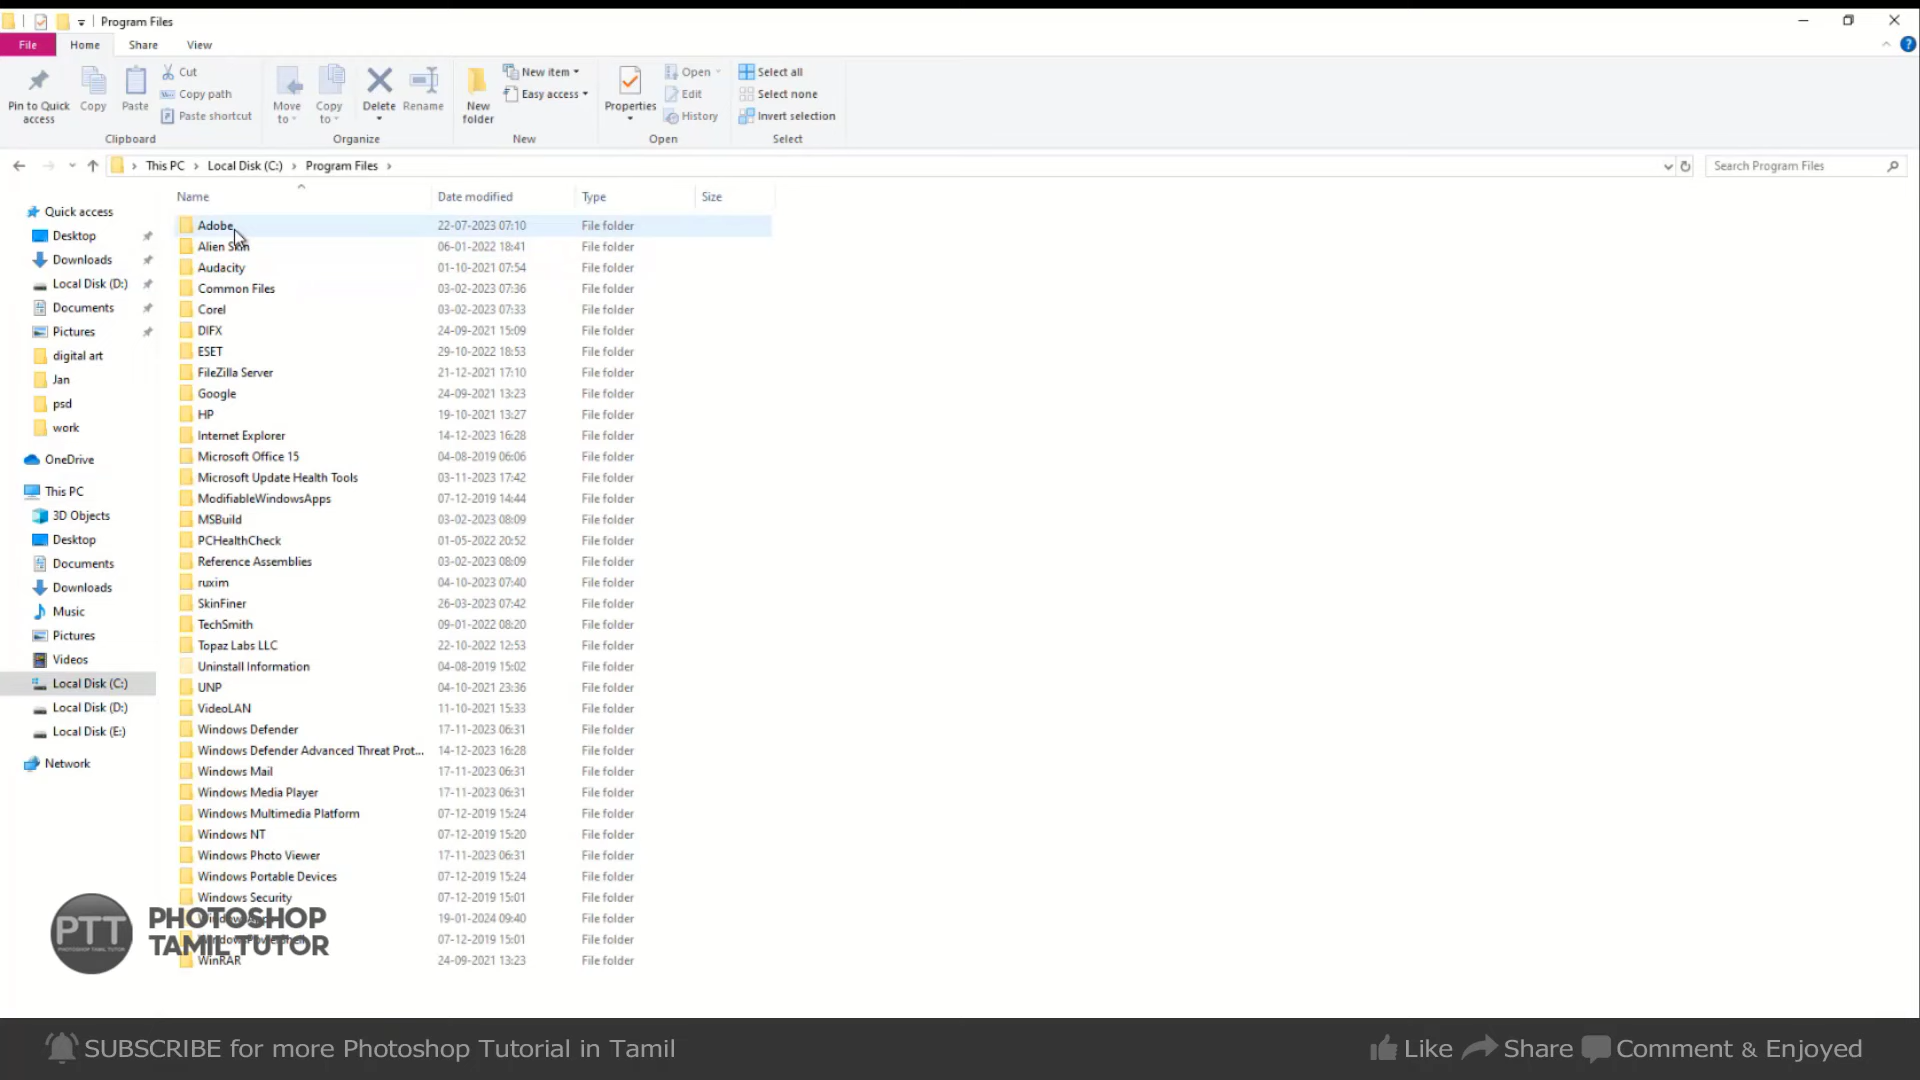 Program Files
File Home Share View
Pin to Quick access
Copy
Paste
Cut
Copy path
Paste shortcut
Move to
Copy to
Delete
Rename
New folder
New item
Easy access
Properties
Open
Edit
History
Select all
Select none
Invert selection
Clipboard Organize New Open Select
This PC Local Disk (C:) Program Files
Search Program Files
Name Date modified Type Size
Quick access
Desktop
Downloads
Local Disk (D:)
Documents
Pictures
digital art
Jan
psd
work
OneDrive
This PC
3D Objects
Desktop
Documents
Downloads
Music
Pictures
Videos
Local Disk (C:)
Local Disk (D:)
Local Disk (E:)
Network
Adobe 22-07-2023 07:10 File folder
Alien Skin 06-01-2022 18:41 File folder
Audacity 01-10-2021 07:54 File folder
Common Files 03-02-2023 07:36 File folder
Corel 03-02-2023 07:33 File folder
DIFX 24-09-2021 15:09 File folder
ESET 29-10-2022 18:53 File folder
FileZilla Server 21-12-2021 17:10 File folder
Google 24-09-2021 13:23 File folder
HP 19-10-2021 13:27 File folder
Internet Explorer 14-12-2023 16:28 File folder
Microsoft Office 15 04-08-2019 06:06 File folder
Microsoft Update Health Tools 03-11-2023 17:42 File folder
ModifiableWindowsApps 07-12-2019 14:44 File folder
MSBuild 03-02-2023 08:09 File folder
PCHealthCheck 01-05-2022 20:52 File folder
Reference Assemblies 03-02-2023 08:09 File folder
ruxim 04-10-2023 07:40 File folder
SkinFiner 26-03-2023 07:42 File folder
TechSmith 09-01-2022 08:20 File folder
Topaz Labs LLC 22-10-2022 12:53 File folder
Uninstall Information 04-08-2019 15:02 File folder
UNP 04-10-2021 23:36 File folder
VideoLAN 11-10-2021 15:33 File folder
Windows Defender 17-11-2023 06:31 File folder
Windows Defender Advanced Threat Prot... 14-12-2023 16:28 File folder
Windows Mail 17-11-2023 06:31 File folder
Windows Media Player 17-11-2023 06:31 File folder
Windows Multimedia Platform 07-12-2019 15:24 File folder
Windows NT 07-12-2019 15:20 File folder
Windows Photo Viewer 17-11-2023 06:31 File folder
Windows Portable Devices 07-12-2019 15:24 File folder
Windows Security 07-12-2019 15:01 File folder
19-01-2024 09:40 File folder
07-12-2019 15:01 File folder
WinRAR 24-09-2021 13:23 File folder
PTT
PHOTOSHOP TAMIL TUTOR
PHOTOSHOP
TAMIL TUTOR
SUBSCRIBE for more Photoshop Tutorial in Tamil
Like Share Comment & Enjoyed